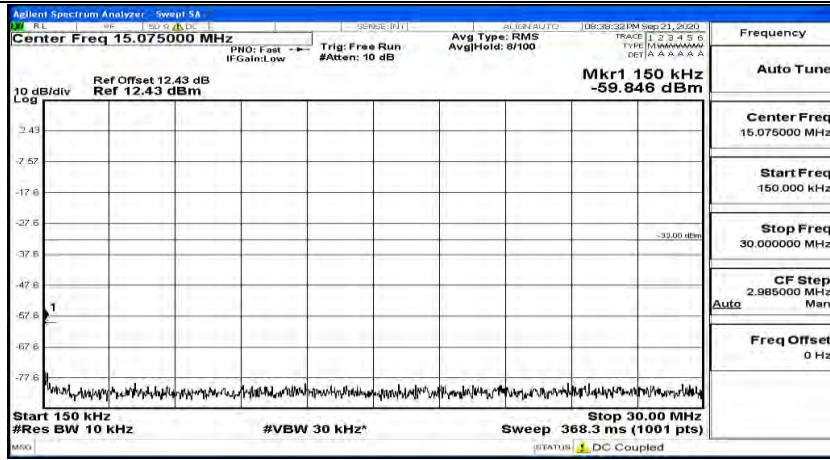 Agilent Spectrum Analyzer - Swept SA
RL RF 50 Ω DC SENSE:INT ALIGN AUTO 08:38:32 PM Sep 21, 2020
Center Freq 15.075000 MHz
PNO: Fast
IFGain:Low
Trig: Free Run
#Atten: 10 dB
Avg Type: RMS
Avg|Hold: 8/100
TRACE 1 2 3 4 5 6
TYPE MWWWWW
DET A A A A A A
Frequency
Auto Tune
Ref Offset 12.43 dB
10 dB/div Ref 12.43 dBm
Log
Mkr1 150 kHz
-59.846 dBm
2.43
-7.57
-17.6
-27.6
-37.6
-47.6
-57.6
-67.6
-77.6
-33.00 dBm
1
Center Freq
15.075000 MHz
Start Freq
150.000 kHz
Stop Freq
30.000000 MHz
CF Step
2.985000 MHz
Auto Man
Freq Offset
0 Hz
Start 150 kHz Stop 30.00 MHz
#Res BW 10 kHz #VBW 30 kHz* Sweep 368.3 ms (1001 pts)
MSG STATUS DC Coupled